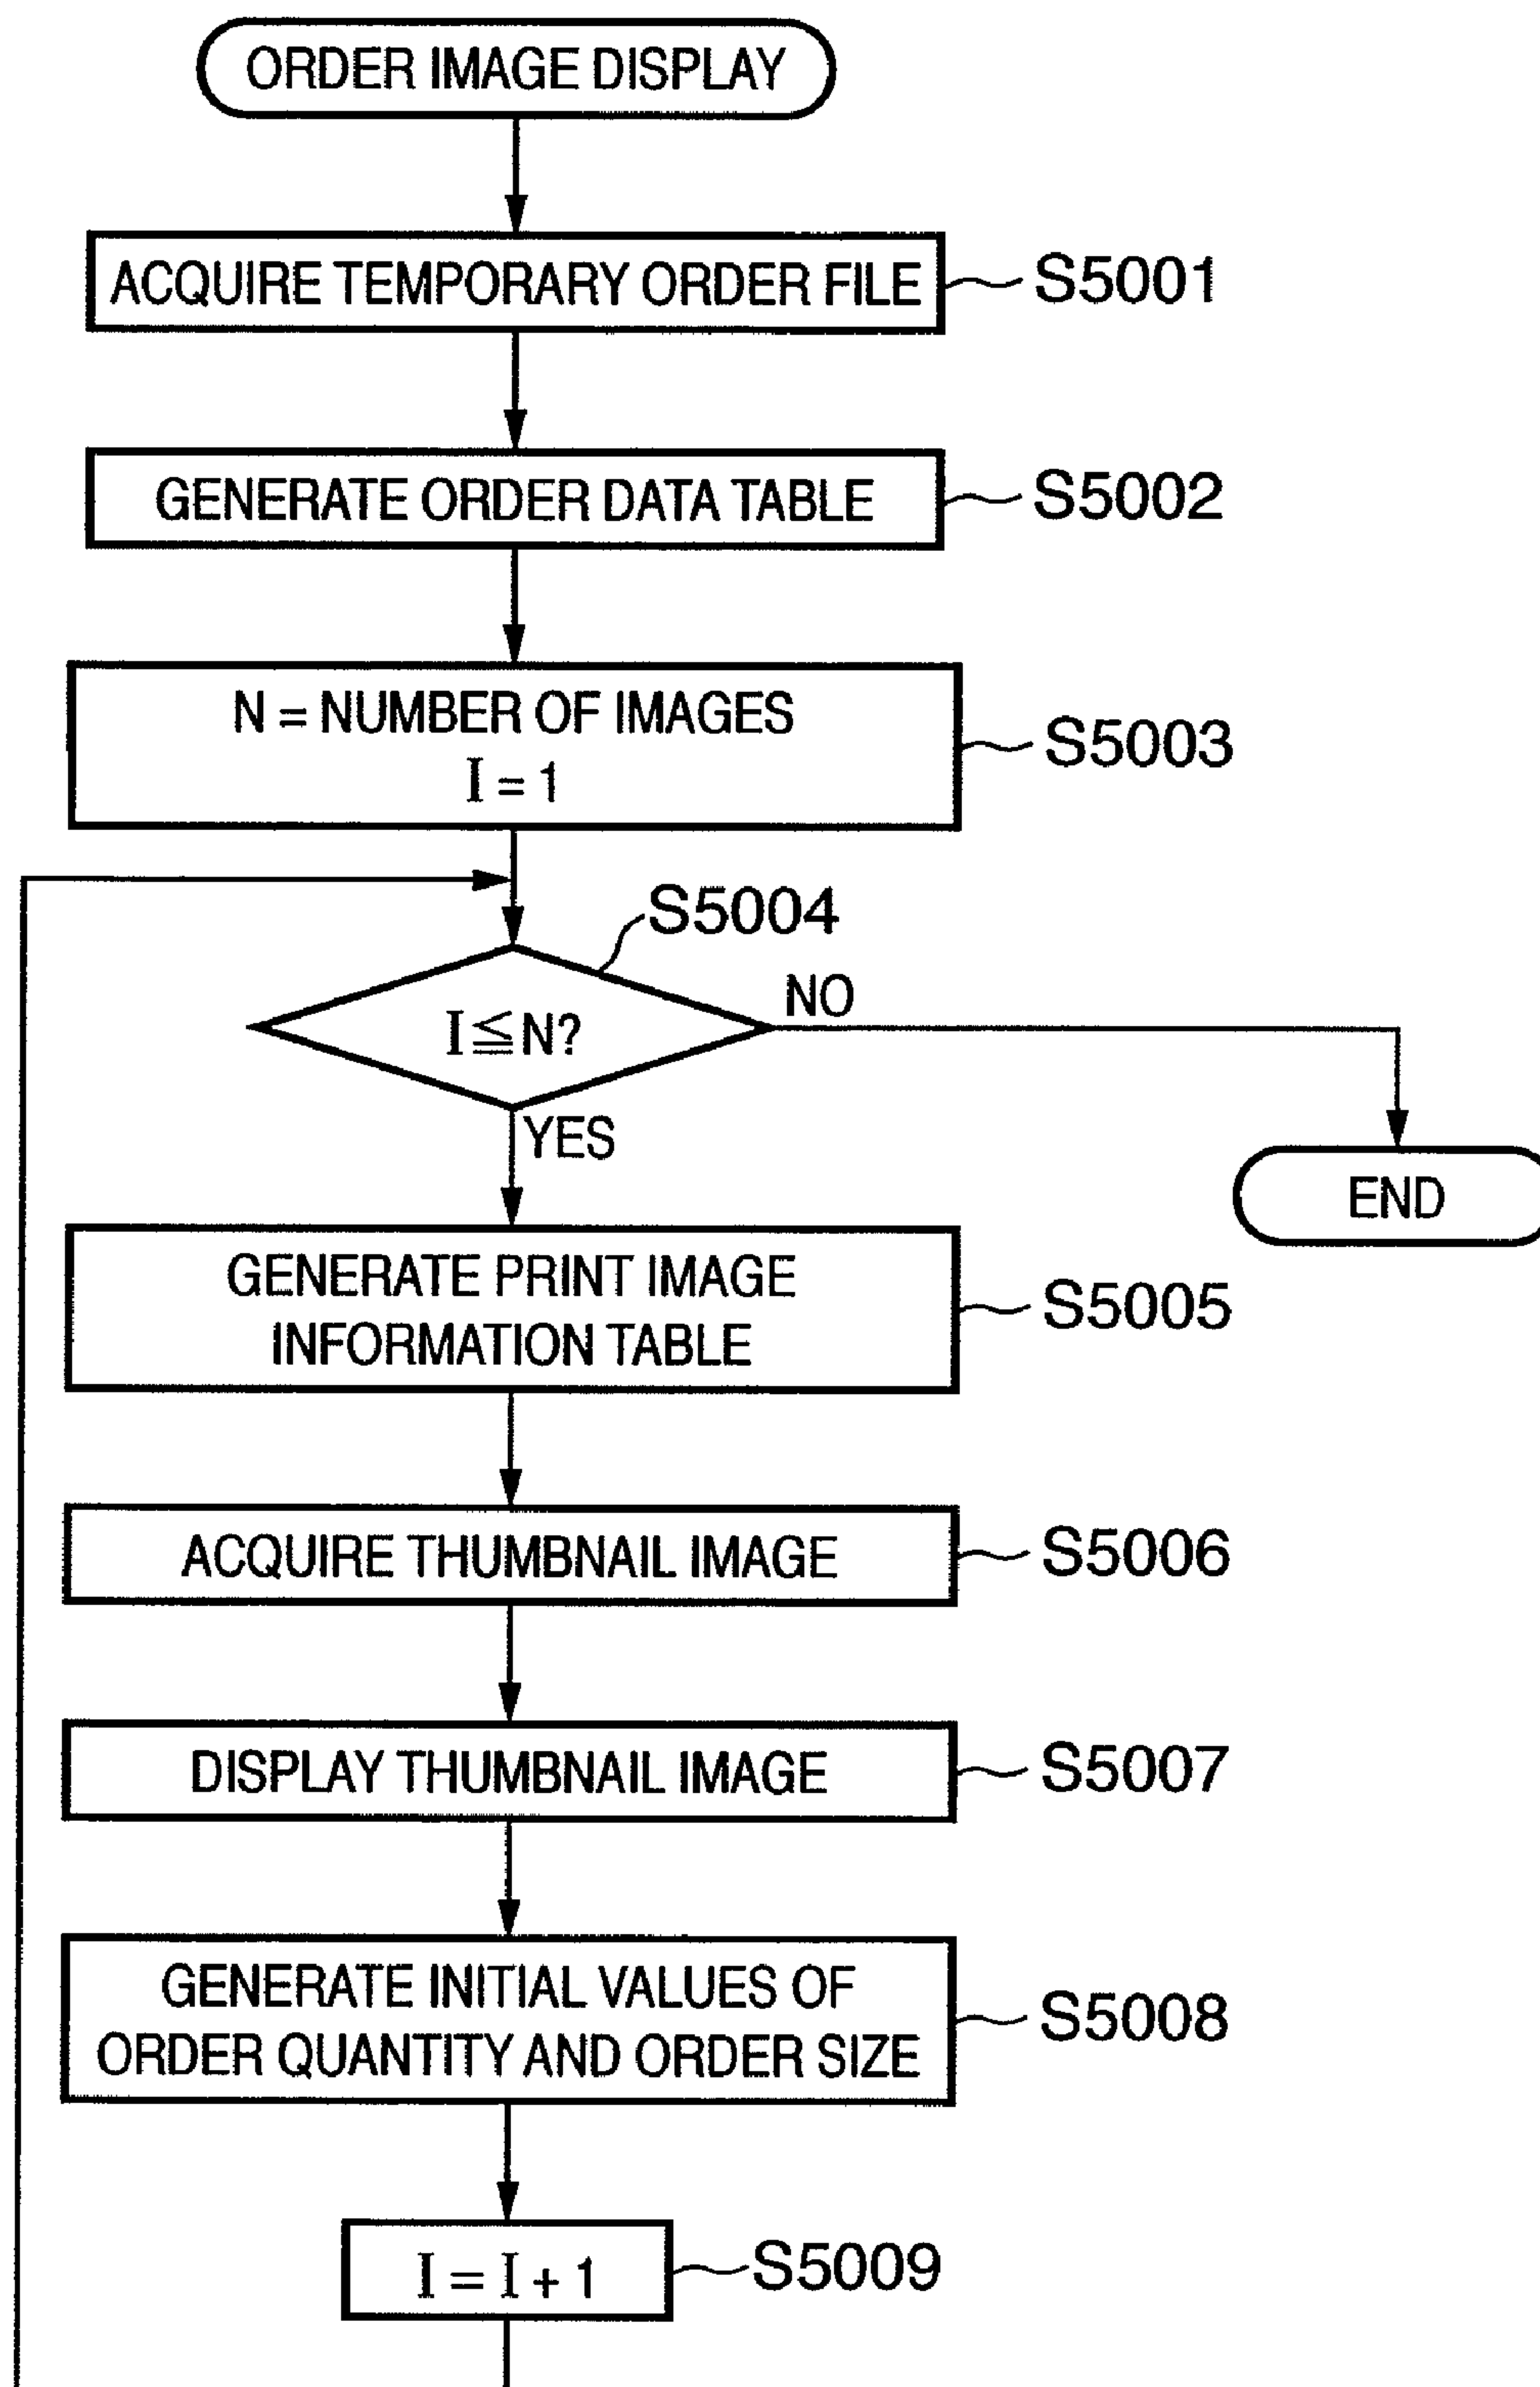 ORDER IMAGE DISPLAY
ACQUIRE TEMPORARY ORDER FILE
S5001
GENERATE ORDER DATA TABLE
S5002
N = NUMBER OF IMAGES
I = 1
S5003
S5004
I ≦ N?
NO
YES
END
GENERATE PRINT IMAGE
INFORMATION TABLE
S5005
ACQUIRE THUMBNAIL IMAGE
S5006
DISPLAY THUMBNAIL IMAGE
S5007
GENERATE INITIAL VALUES OF
ORDER QUANTITY AND ORDER SIZE
S5008
I = I + 1
S5009